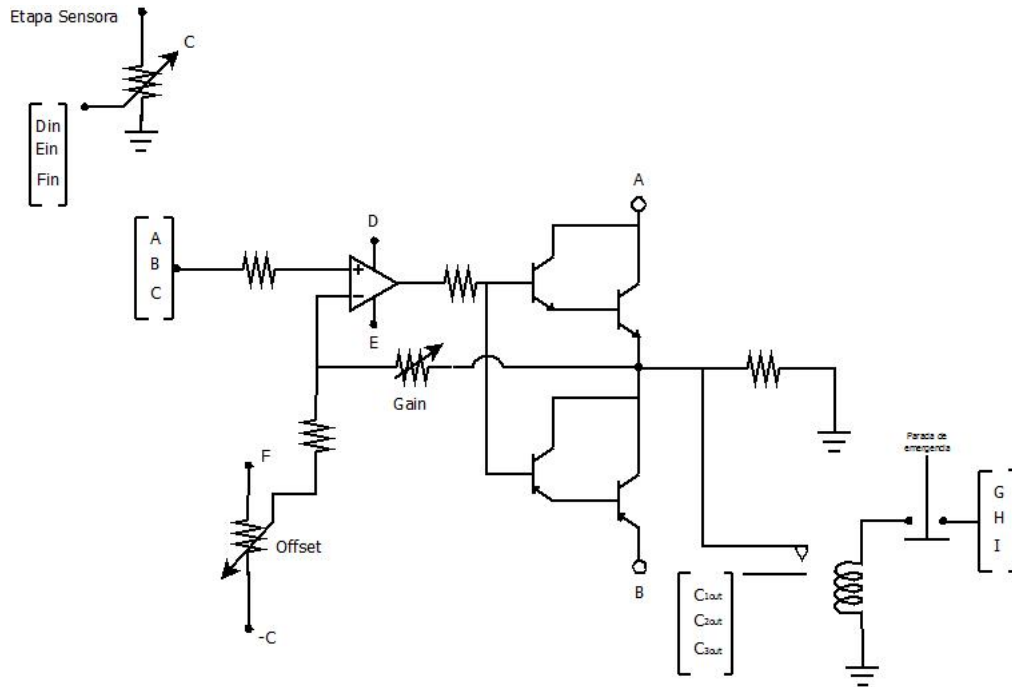 Etapa Sensora
C
Din
Ein
Fin
A
B
C
D
+
-
E
A
Gain
F
Offset
-C
B
C1out
C2out
C3out
Parada de
emergencia
G
H
I